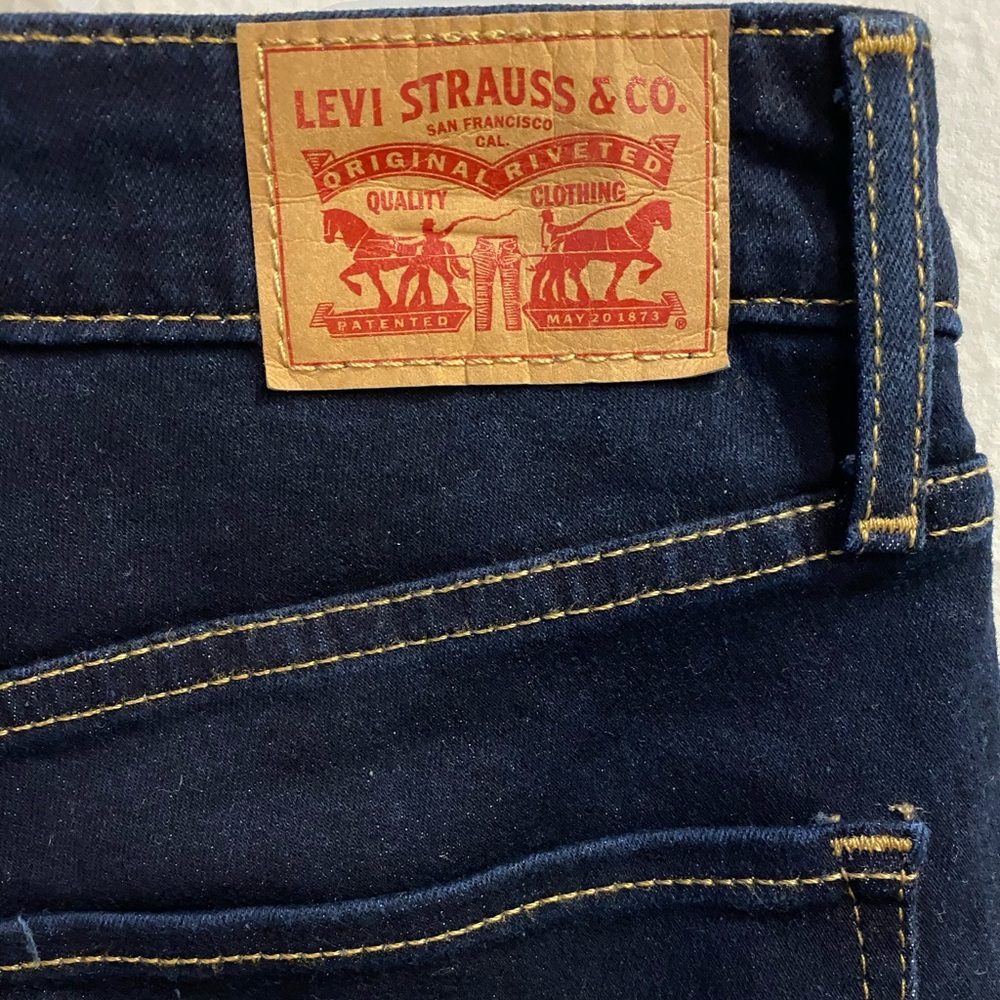 LEVI STRAUSS & CO.
SAN FRANCISCO
CAL.
ORIGINAL RIVETED
QUALITY CLOTHING
PATENTED MAY 20 1873 ®